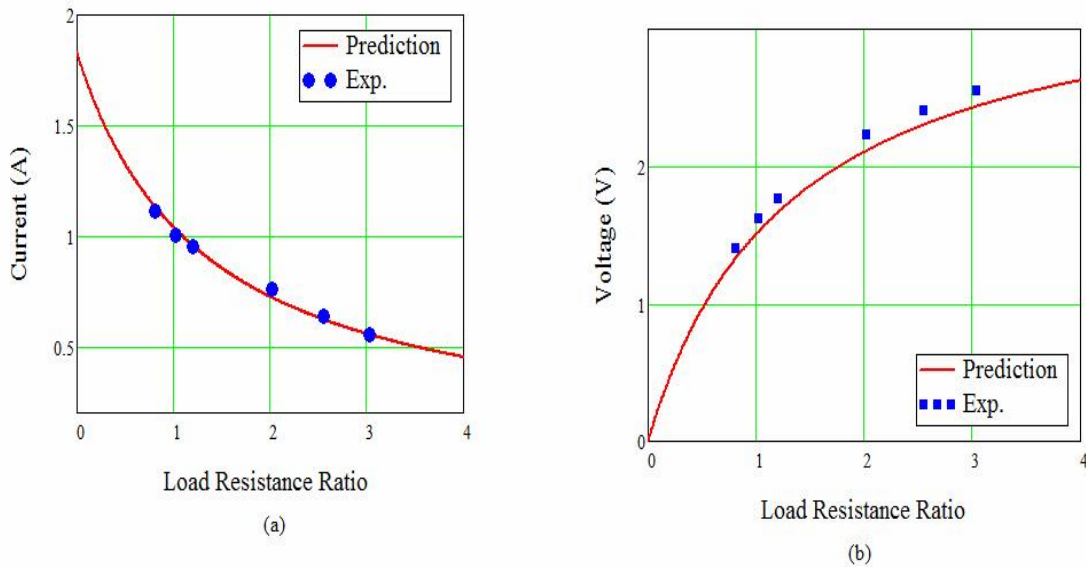 2
1.5
1
0.5
Current (A)
Prediction
Exp.
0 1 2 3 4
Load Resistance Ratio
(a)
2
1
0
Voltage (V)
Prediction
Exp.
0 1 2 3 4
Load Resistance Ratio
(b)